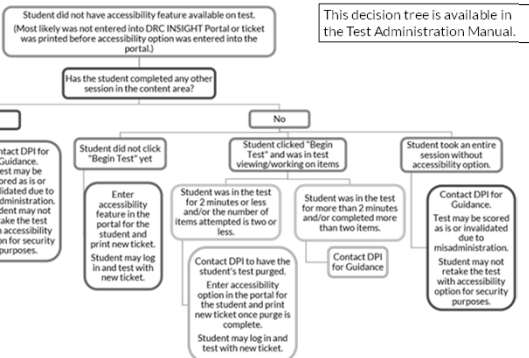 Student did not have accessibility feature available on test.
(Most likely was not entered into DRC INSIGHT Portal or ticket
was printed before accessibility option was entered into the
portal.)
This decision tree is available in
the Test Administration Manual.
Has the student completed any other
session in the content area?
No
Contact DPI for
Guidance.
Test may be
scored as is or
invalidated due to
misadministration.
Student may not
retake the test
with accessibility
option for security
purposes.
Student did not click
"Begin Test" yet
Enter
accessibility
feature in the
portal for the
student and
print new ticket.
Student may log
in and test with
new ticket.
Student clicked "Begin
Test" and was in test
viewing/working on items
Student was in the test
for 2 minutes or less
and/or the number of
items attempted is two or
less.
Contact DPI to have the
student's test purged.
Enter accessibility
option in the portal for
the student and print
new ticket once purge is
complete.
Student may log in and
test with new ticket.
Student was in the test
for more than 2 minutes
and/or completed more
than two items.
Contact DPI
for Guidance
Student took an entire
session without
accessibility option.
Contact DPI for
Guidance.
Test may be scored
as is or invalidated
due to
misadministration.
Student may not
retake the test
with accessibility
option for security
purposes.